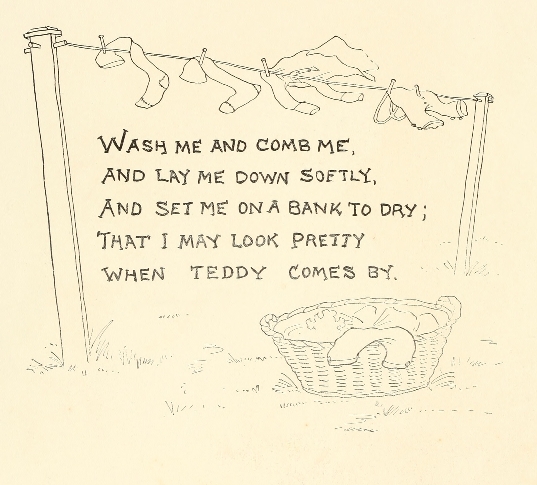 WASH ME AND COMB ME,
AND LAY ME DOWN SOFTLY,
AND SET ME ON A BANK TO DRY;
THAT I MAY LOOK PRETTY
WHEN TEDDY COMES BY.